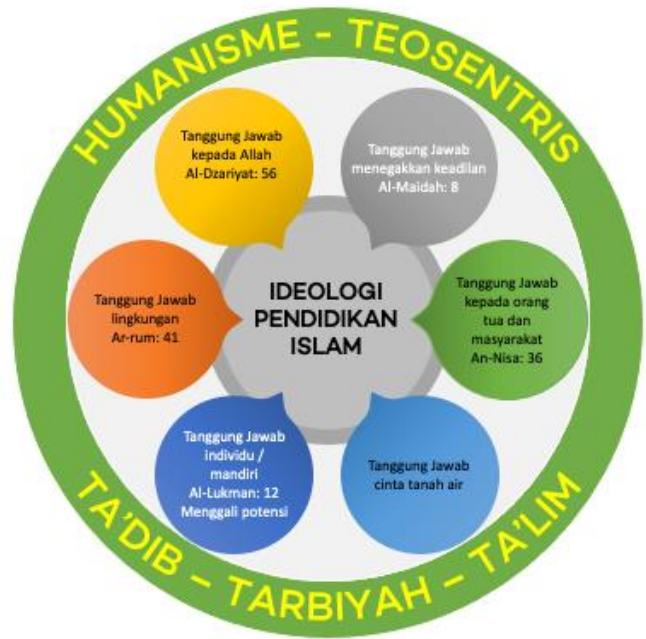 HUMANISME - TEOSENTRIS
Tanggung Jawab
kepada Allah
Al-Dzariyat: 56
Tanggung Jawab
menegakkan keadilan
Al-Maidah: 8
Tanggung Jawab
lingkungan
Ar-rum: 41
IDEOLOGI
PENDIDIKAN
ISLAM
Tanggung Jawab
kepada orang
tua dan
masyarakat
An-Nisa: 36
Tanggung Jawab
individu /
mandiri
Al-Lukman: 12
Menggali potensi
Tanggung Jawab
cinta tanah air
TA'DIB - TARBIYAH - TA'LIM